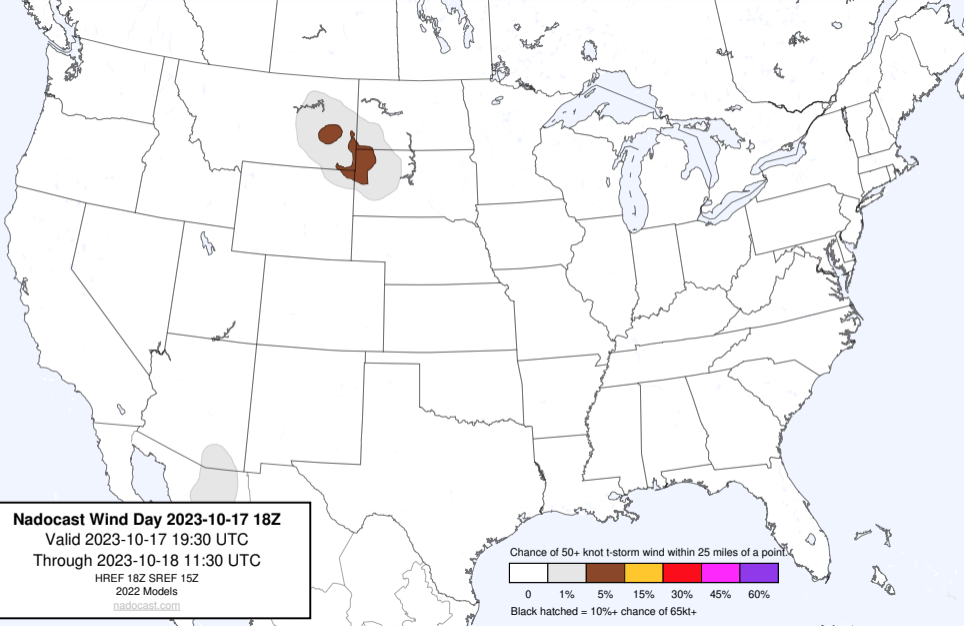 Nadocast Wind Day 2023-10-17 18Z
Valid 2023-10-17 19:30 UTC
Through 2023-10-18 11:30 UTC
HREF 18Z SREF 15Z
2022 Models
nadocast.com
Chance of 50+ knot t-storm wind within 25 miles of a point.
0 1% 5% 15% 30% 45% 60%
Black hatched = 10%+ chance of 65kt+